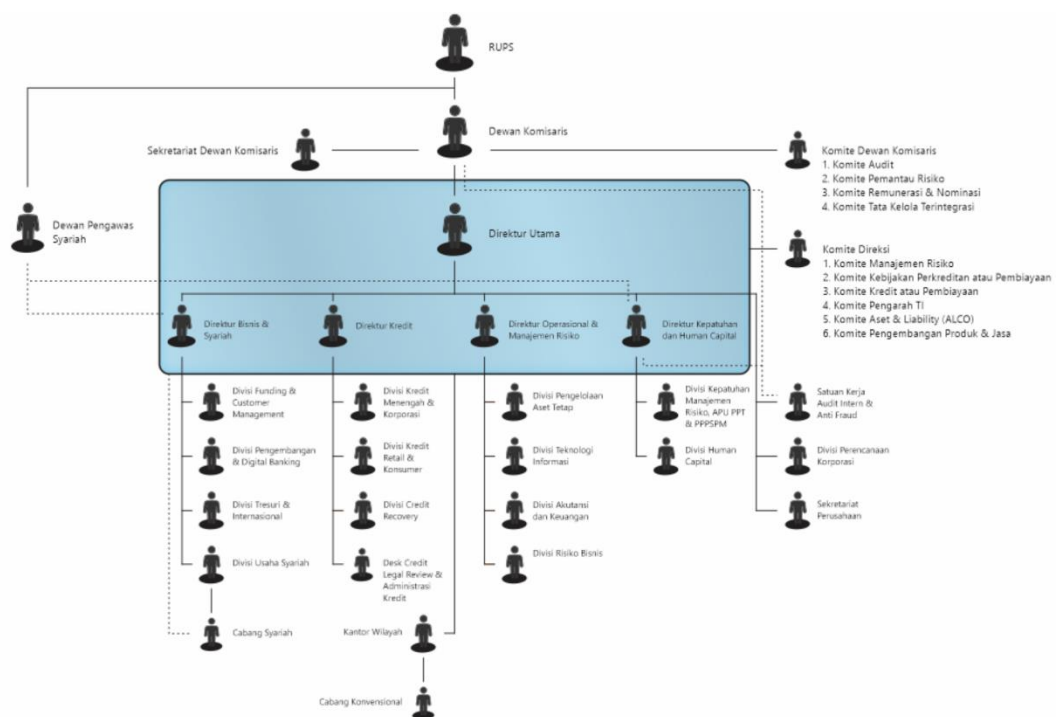 RUPS
Dewan Komisaris
Sekretariat Dewan Komisaris
Komite Dewan Komisaris
1. Komite Audit
2. Komite Pemantau Risiko
3. Komite Remunerasi & Nominasi
4. Komite Tata Kelola Terintegrasi
Dewan Pengawas
Syariah
Direktur Utama
Komite Direksi
1. Komite Manajemen Risiko
2. Komite Kebijakan Perkreditan atau Pembiayaan
3. Komite Kredit atau Pembiayaan
4. Komite Pengarah TI
5. Komite Aset & Liability (ALCO)
6. Komite Pengembangan Produk & Jasa
Direktur Bisnis &
Syariah
Direktur Kredit
Direktur Operasional &
Manajemen Risiko
Direktur Kepatuhan
dan Human Capital
Divisi Funding &
Customer
Management
Divisi Kredit
Menengah &
Korporasi
Divisi Pengelolaan
Aset Tetap
Divisi Kepatuhan
Manajemen
Risiko, APU PPT
& PPPSPM
Satuan Kerja
Audit Intern &
Anti Fraud
Divisi Pengembangan
& Digital Banking
Divisi Kredit
Retail &
Konsumer
Divisi Teknologi
Informasi
Divisi Human
Capital
Divisi Perencanaan
Korporasi
Divisi Tresuri &
Internasional
Divisi Credit
Recovery
Divisi Akutansi
dan Keuangan
Sekretariat
Perusahaan
Divisi Usaha Syariah
Desk Credit
Legal Review &
Administrasi
Kredit
Divisi Risiko Bisnis
Cabang Syariah
Kantor Wilayah
Cabang Konvensional